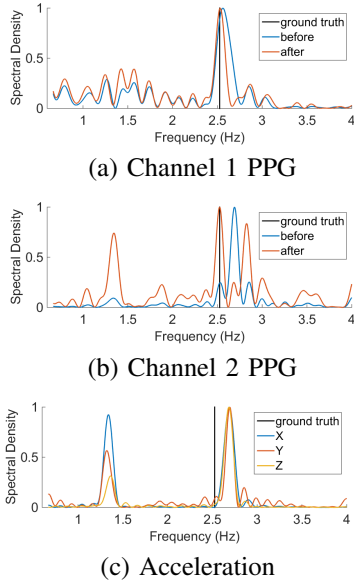 1
0.5
0
Spectral Density
ground truth
before
after
1 1.5 2 2.5 3 3.5 4
Frequency (Hz)
(a) Channel 1 PPG
1
0.5
0
Spectral Density
ground truth
before
after
1 1.5 2 2.5 3 3.5 4
Frequency (Hz)
(b) Channel 2 PPG
1
0.5
0
Spectral Density
ground truth
X
Y
Z
1 1.5 2 2.5 3 3.5 4
Frequency (Hz)
(c) Acceleration